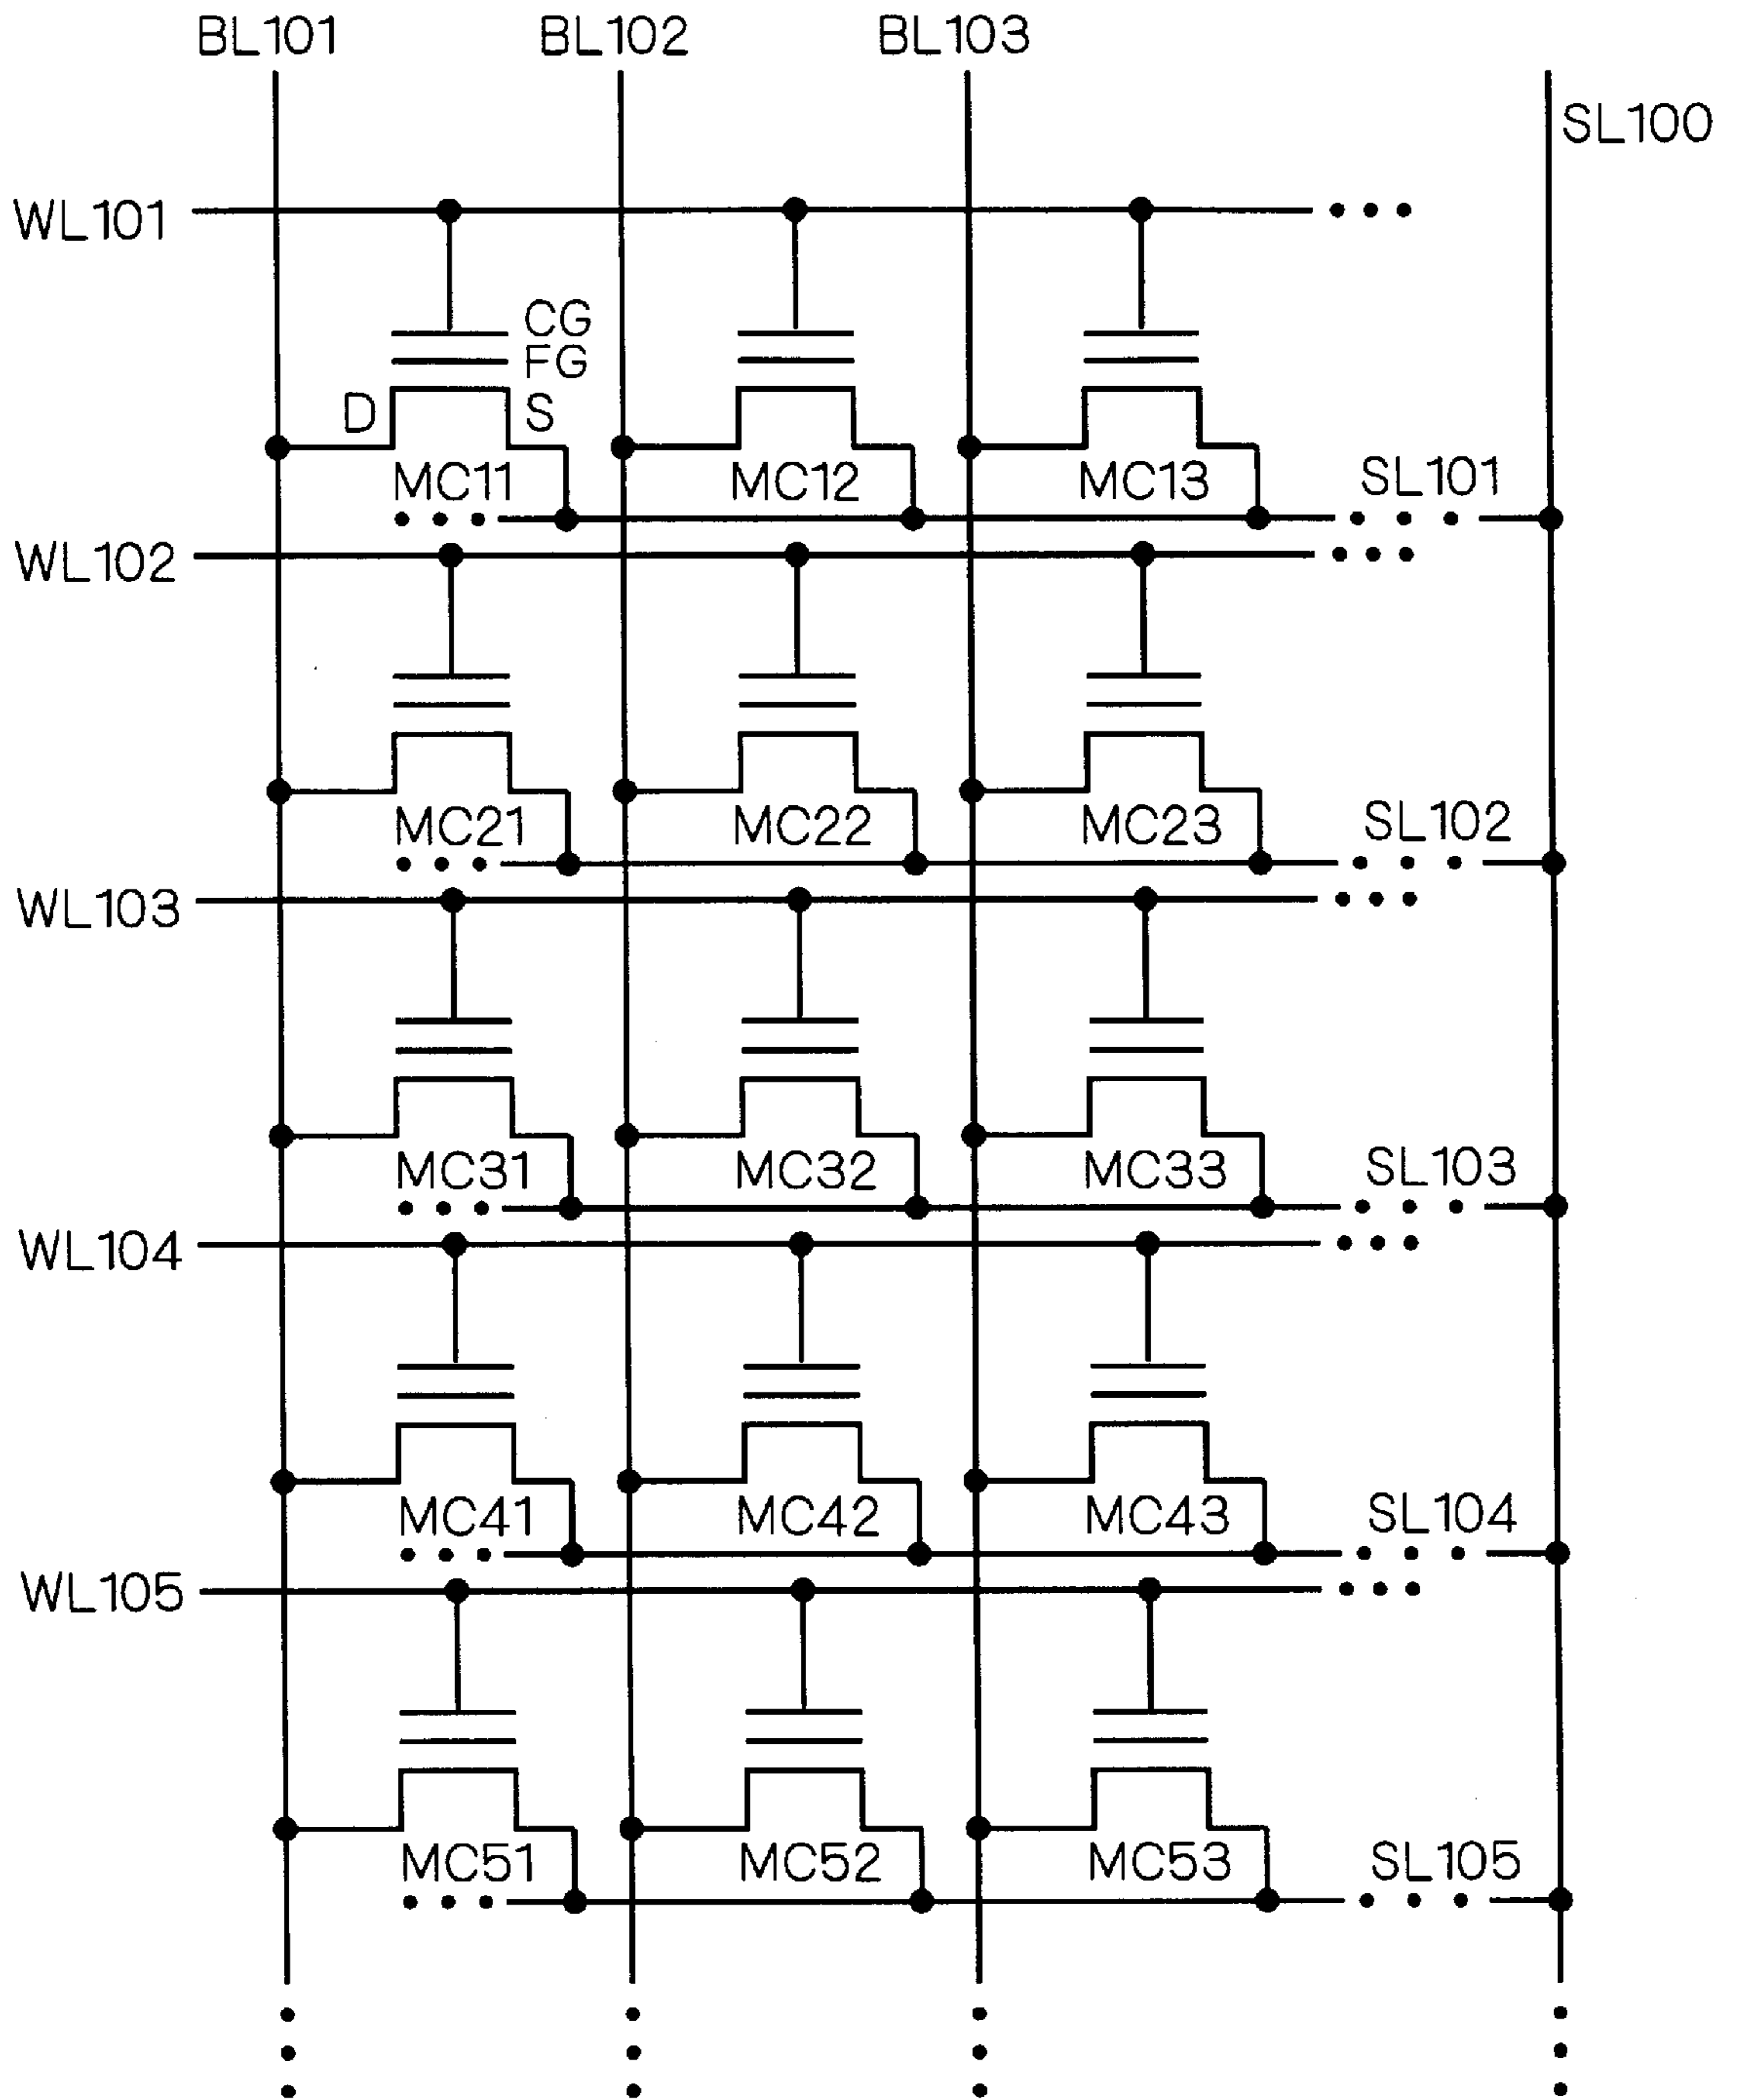 BL101 BL102 BL103
SL100
WL101
CG
FG
D S
MC11 MC12 MC13 SL101
WL102
MC21 MC22 MC23 SL102
WL103
MC31 MC32 MC33 SL103
WL104
MC41 MC42 MC43 SL104
WL105
MC51 MC52 MC53 SL105